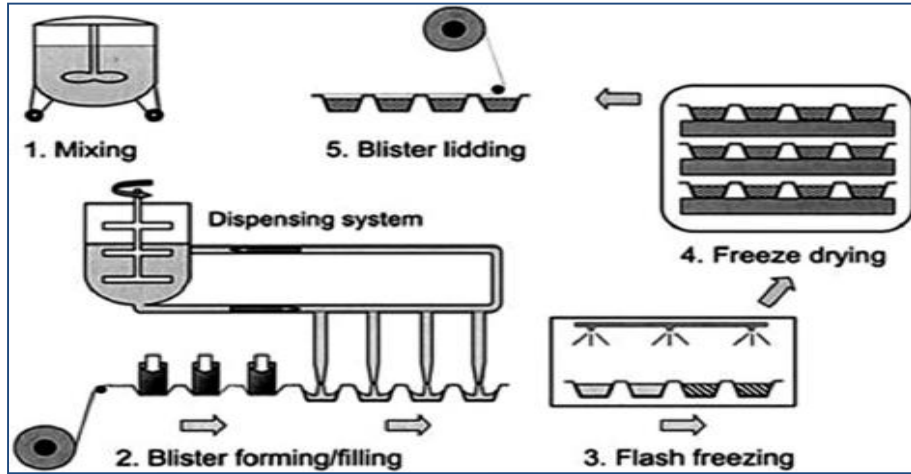 1. Mixing
5. Blister lidding
Dispensing system
4. Freeze drying
2. Blister forming/filling
3. Flash freezing